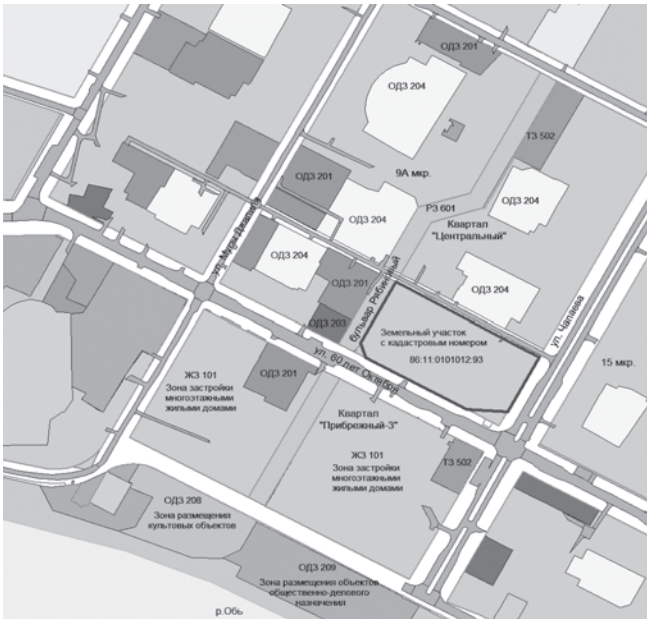 ОДЗ 201
ОДЗ 204
ТЗ 502
9А мкр.
ОДЗ 201
ОДЗ 204
РЗ 601
ОДЗ 204
Квартал
"Центральный"
ул. Мусы Джалиля
ОДЗ 204
ОДЗ 201
бульвар Рябиновый
ОДЗ 204
ул. Чапаева
ОДЗ 203
Земельный участок
с кадастровым номером
86:11:0101012:93
ул. 60 лет Октября
15 мкр.
ЖЗ 101
Зона застройки
многоэтажными
жилыми домами
ОДЗ 201
Квартал
"Прибрежный-3"
ЖЗ 101
Зона застройки
многоэтажными
жилыми домами
ТЗ 502
ОДЗ 208
Зона размещения
культовых объектов
ОДЗ 209
Зона размещения объектов
общественно-делового
назначения
р.Обь